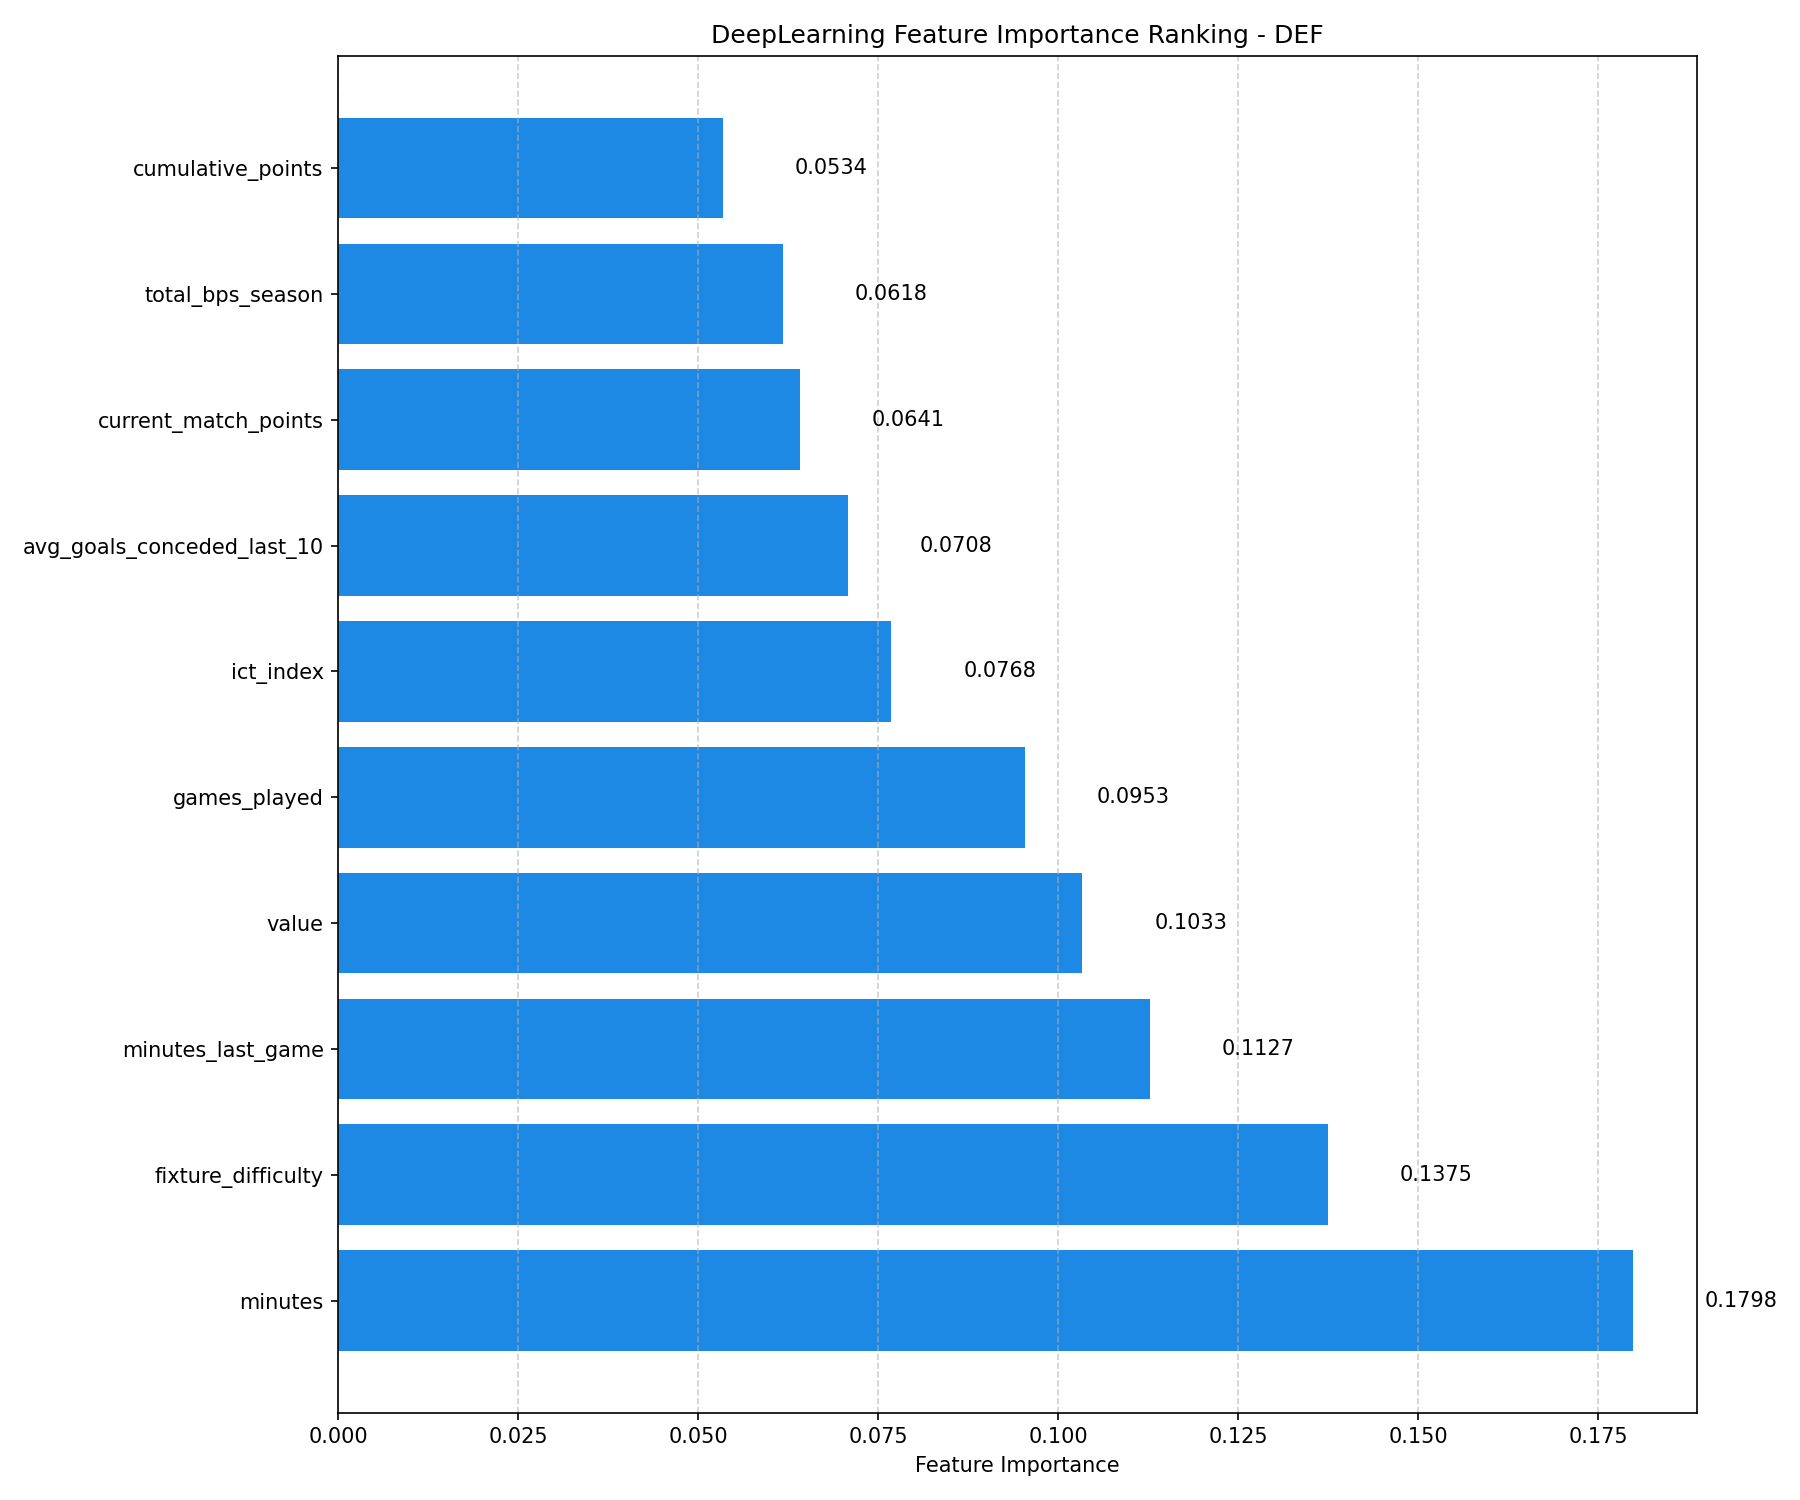 DeepLearning Feature Importance Ranking - DEF
cumulative_points 0.0534
total_bps_season 0.0618
current_match_points 0.0641
avg_goals_conceded_last_10 0.0708
ict_index 0.0768
games_played 0.0953
value 0.1033
minutes_last_game 0.1127
fixture_difficulty 0.1375
minutes 0.1798
0.000 0.025 0.050 0.075 0.100 0.125 0.150 0.175
Feature Importance